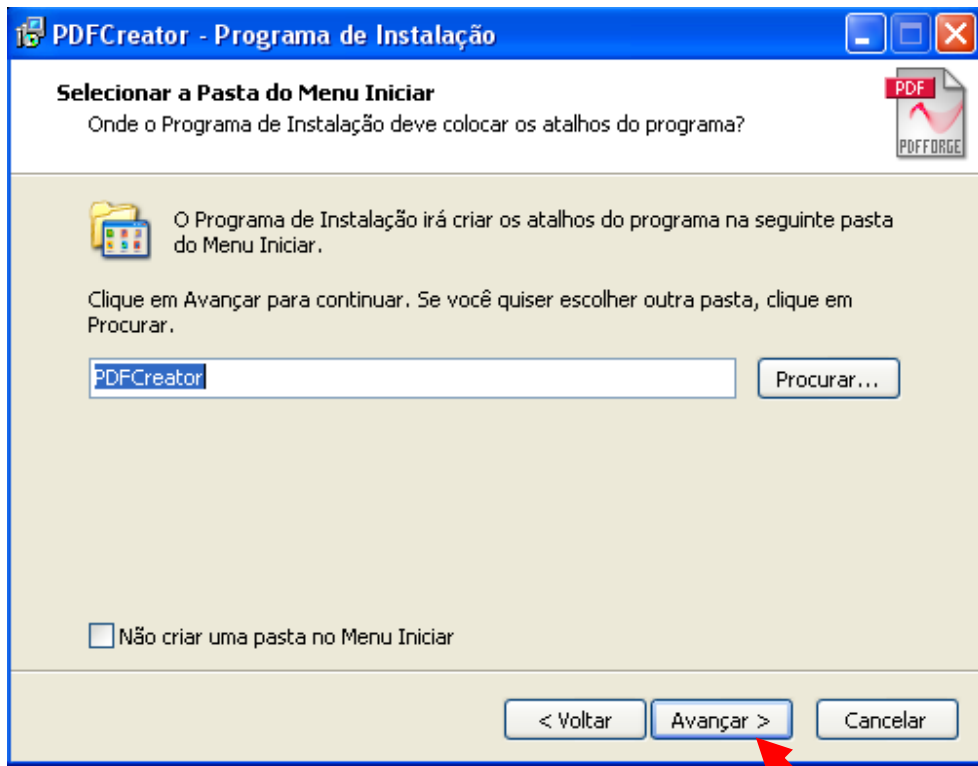 PDFCreator - Programa de Instalação
Selecionar a Pasta do Menu Iniciar
Onde o Programa de Instalação deve colocar os atalhos do programa?
PDF
PDFFORGE
O Programa de Instalação irá criar os atalhos do programa na seguinte pasta
do Menu Iniciar.
Clique em Avançar para continuar. Se você quiser escolher outra pasta, clique em
Procurar.
PDFCreator
Procurar...
Não criar uma pasta no Menu Iniciar
< Voltar
Avançar >
Cancelar